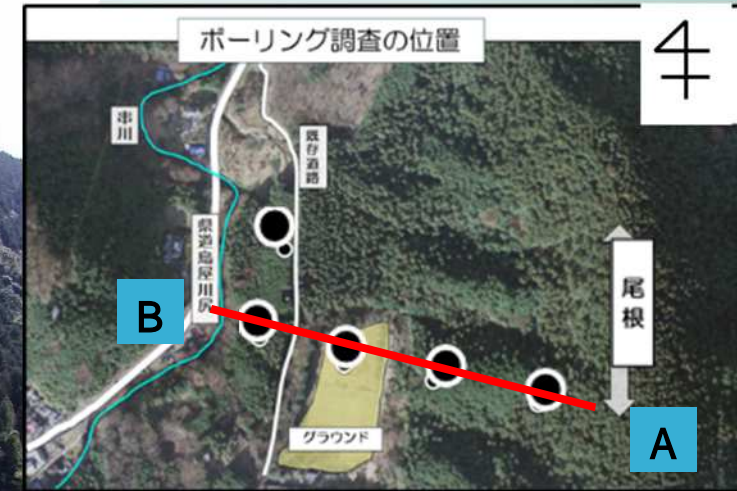 ボーリング調査の位置
串川
既存道路
県道鳥屋川尻
尾根
B
グラウンド
A